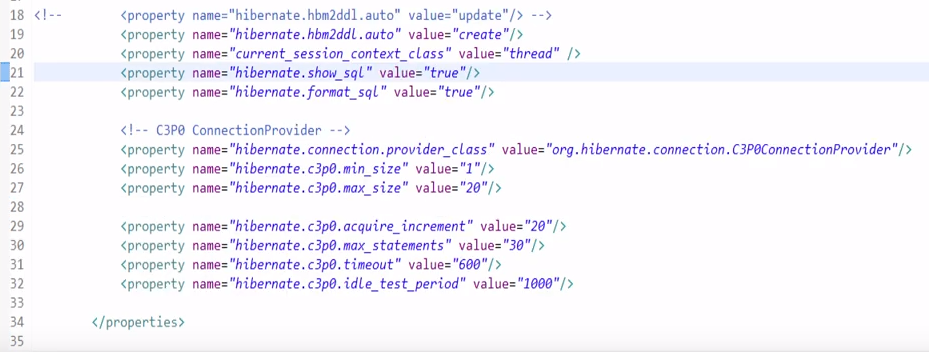 18 <!-- <property name="hibernate.hbm2ddl.auto" value="update"/> -->
19 <property name="hibernate.hbm2ddl.auto" value="create"/>
20 <property name="current_session_context_class" value="thread" />
21 <property name="hibernate.show_sql" value="true"/>
22 <property name="hibernate.format_sql" value="true"/>
23
24 <!-- C3P0 ConnectionProvider -->
25 <property name="hibernate.connection.provider_class" value="org.hibernate.connection.C3P0ConnectionProvider"/>
26 <property name="hibernate.c3p0.min_size" value="1"/>
27 <property name="hibernate.c3p0.max_size" value="20"/>
28
29 <property name="hibernate.c3p0.acquire_increment" value="20"/>
30 <property name="hibernate.c3p0.max_statements" value="30"/>
31 <property name="hibernate.c3p0.timeout" value="600"/>
32 <property name="hibernate.c3p0.idle_test_period" value="1000"/>
33
34 </properties>
35